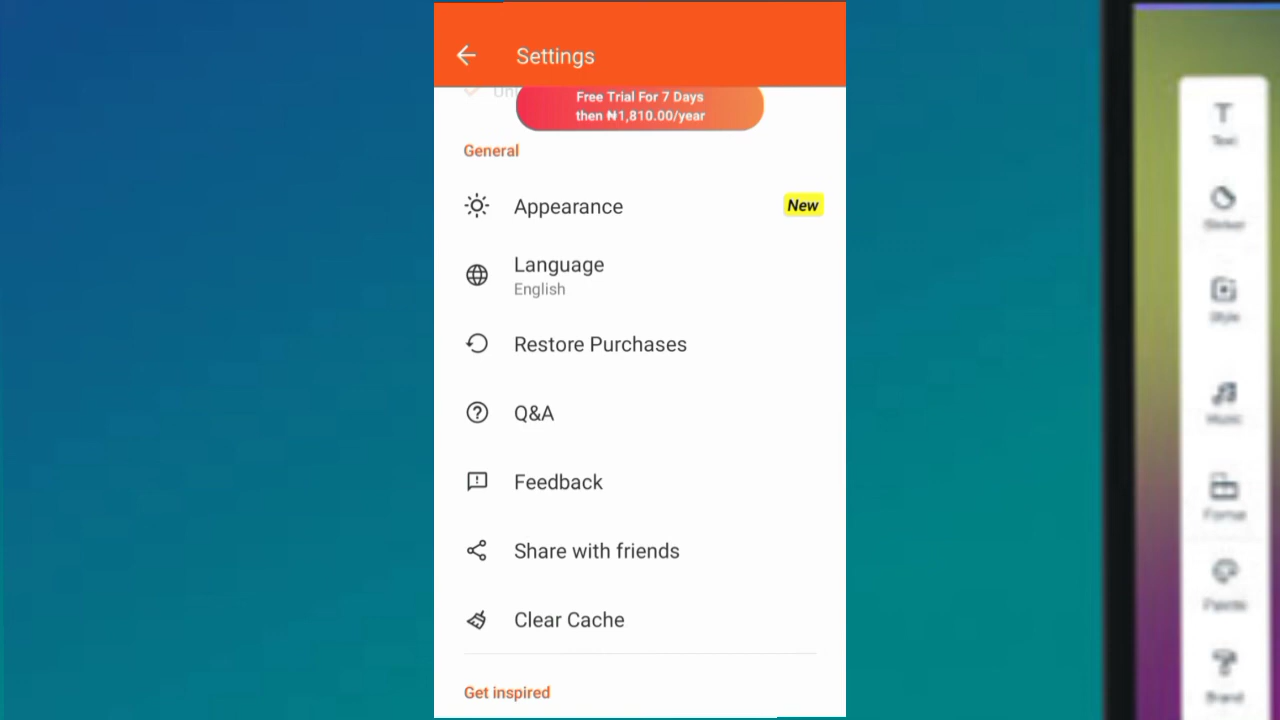 Settings
Free Trial For 7 Days
then ₦1,810.00/year
General
Appearance
New
Language
English
Restore Purchases
Q&A
Feedback
Share with friends
Clear Cache
Get inspired
Text
Sticker
Style
Music
Format
Palette
Brand